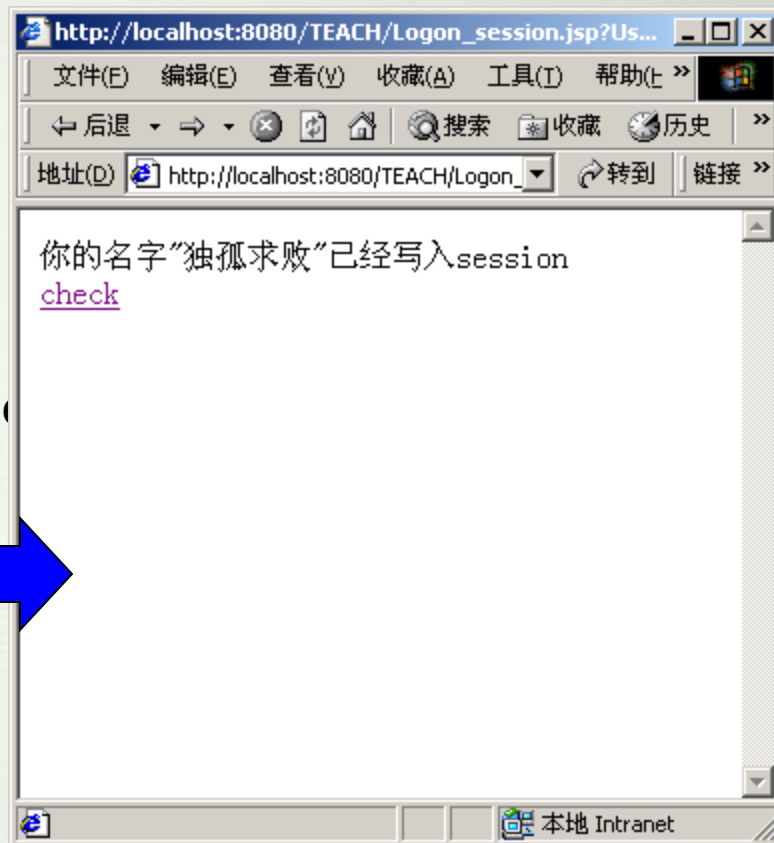 http://localhost:8080/TEACH/Logon_session.jsp?Us...
文件(F) 编辑(E) 查看(V) 收藏(A) 工具(T) 帮助(H »
后退 搜索 收藏 历史 »
地址(D) http://localhost:8080/TEACH/Logon_ 转到 链接 »
你的名字"独孤求败"已经写入session
check
本地 Intranet